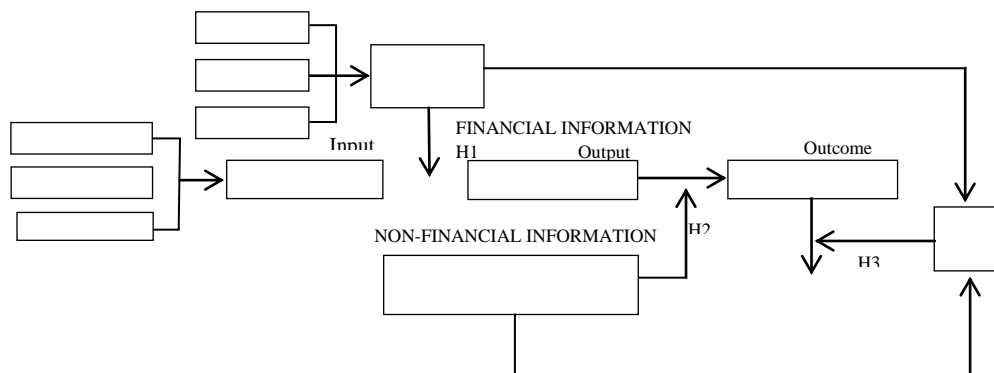 FINANCIAL INFORMATION
Input
H1
Output
Outcome
NON-FINANCIAL INFORMATION
H2
H3